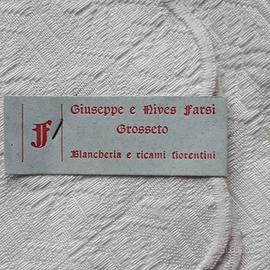 Giuseppe e Nives Farsi
Grosseto
F
Biancheria e ricami fiorentini